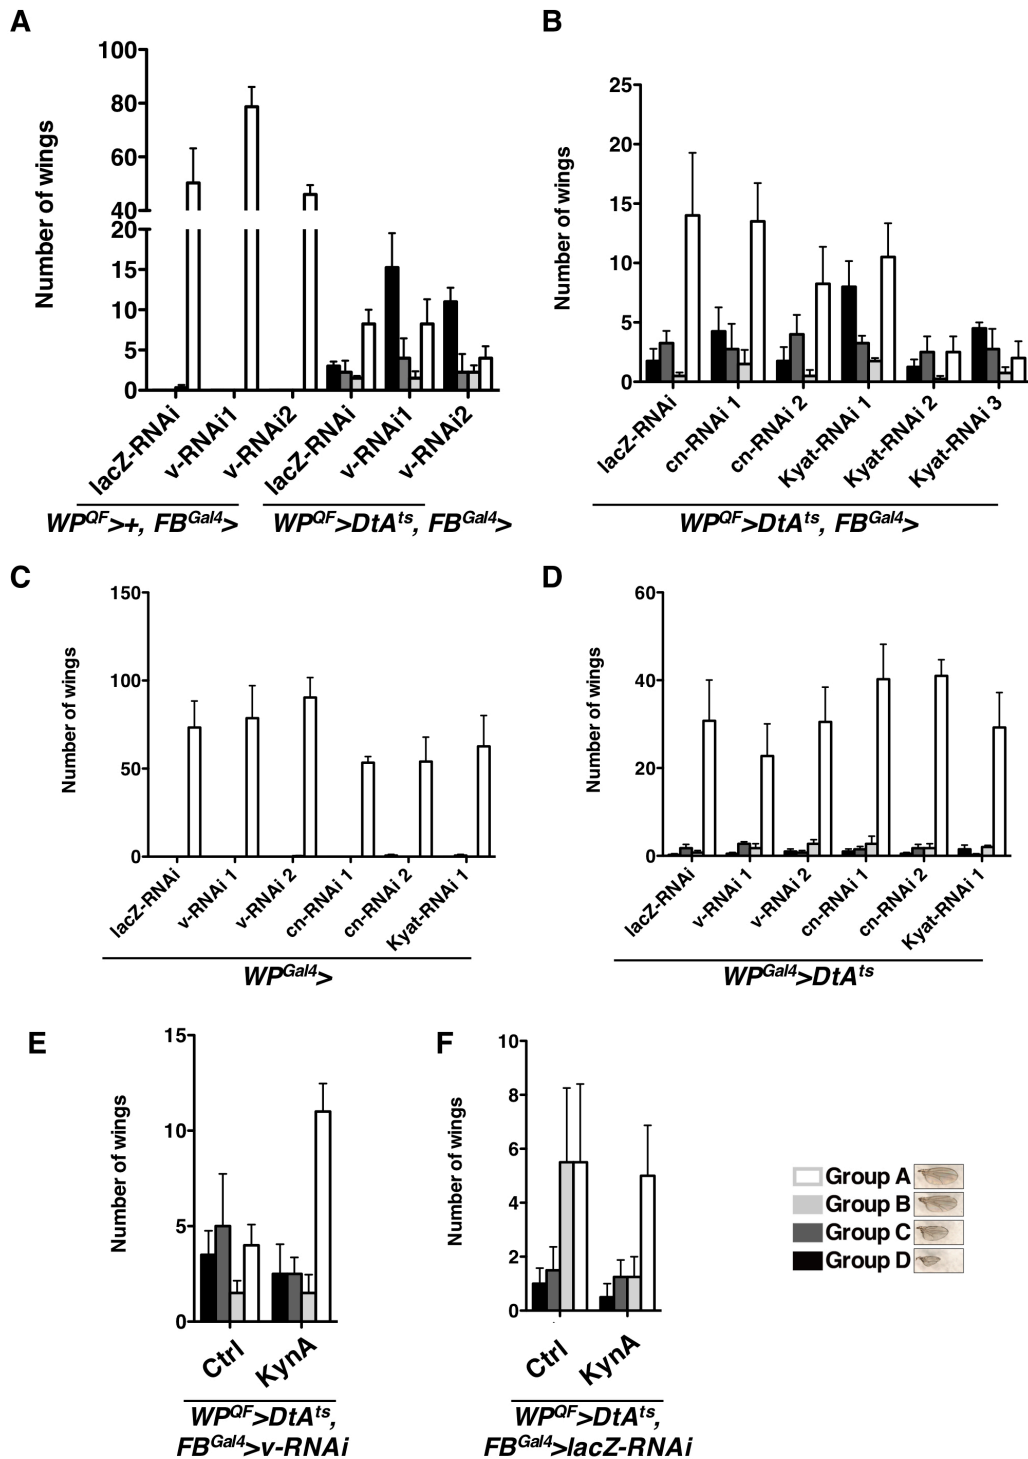 A
Number of wings
100
80
60
40
20
15
10
5
0
lacZ-RNAi
v-RNAi1
v-RNAi2
lacZ-RNAi
v-RNAi1
v-RNAi2
WP^QF>+, FB^Gal4>
WP^QF>DtA^ts, FB^Gal4>
B
Number of wings
25
20
15
10
5
0
lacZ-RNAi
cn-RNAi 1
cn-RNAi 2
Kyat-RNAi 1
Kyat-RNAi 2
Kyat-RNAi 3
WP^QF>DtA^ts, FB^Gal4>
C
Number of wings
150
100
50
0
lacZ-RNAi
v-RNAi 1
v-RNAi 2
cn-RNAi 1
cn-RNAi 2
Kyat-RNAi 1
WP^Gal4>
D
Number of wings
60
40
20
0
lacZ-RNAi
v-RNAi 1
v-RNAi 2
cn-RNAi 1
cn-RNAi 2
Kyat-RNAi 1
WP^Gal4>DtA^ts
E
Number of wings
15
10
5
0
Ctrl
KynA
WP^QF>DtA^ts,
FB^Gal4>v-RNAi
F
Number of wings
10
8
6
4
2
0
Ctrl
KynA
WP^QF>DtA^ts,
FB^Gal4>lacZ-RNAi
Group A
Group B
Group C
Group D